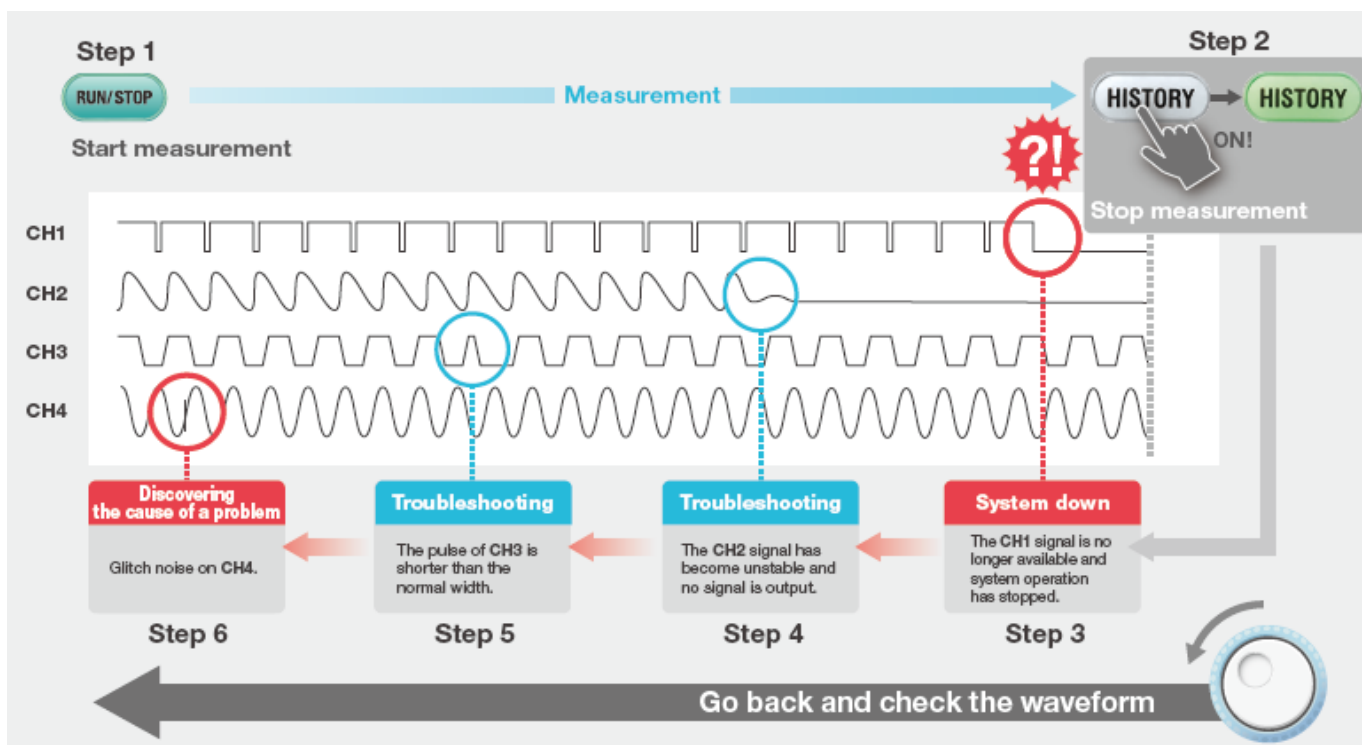 Step 1
RUN/STOP
Start measurement
Measurement
Step 2
HISTORY
HISTORY
ON!
Stop measurement
?!
CH1
CH2
CH3
CH4
Discovering
the cause of a problem
Glitch noise on CH4.
Step 6
Troubleshooting
The pulse of CH3 is
shorter than the
normal width.
Step 5
Troubleshooting
The CH2 signal has
become unstable and
no signal is output.
Step 4
System down
The CH1 signal is no
longer available and
system operation
has stopped.
Step 3
Go back and check the waveform